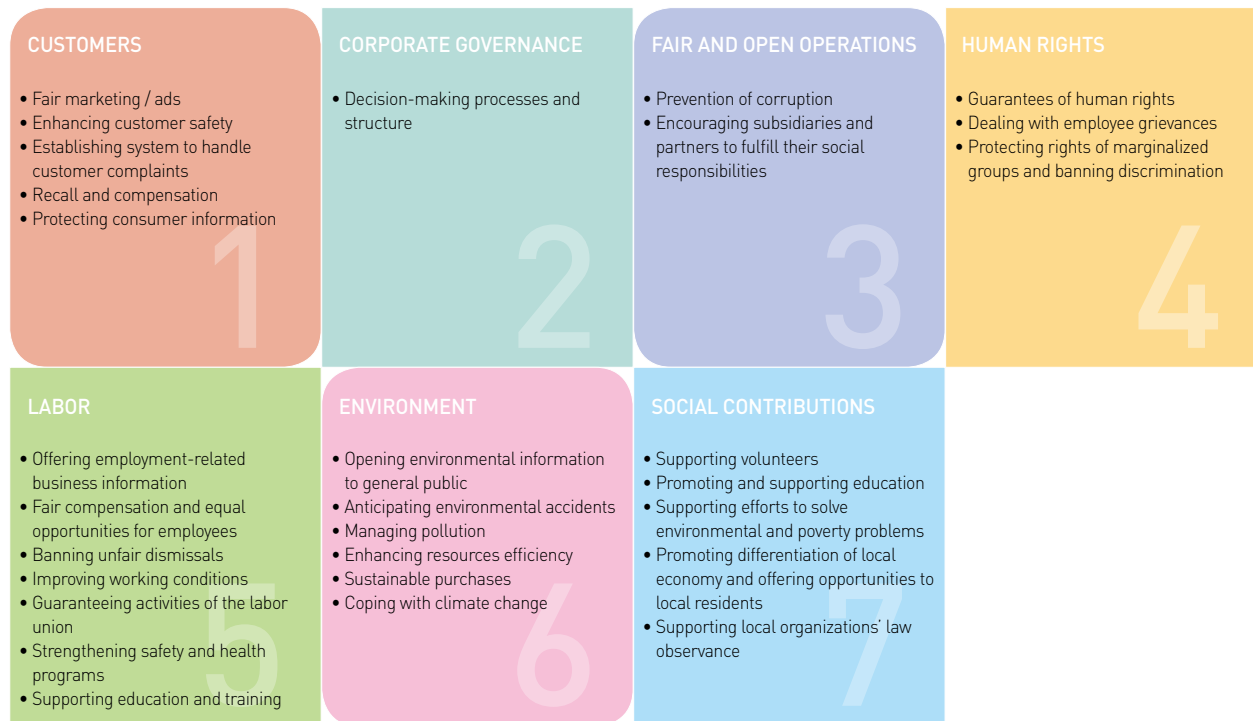 CUSTOMERS
• Fair marketing / ads
• Enhancing customer safety
• Establishing system to handle
customer complaints
• Recall and compensation
• Protecting consumer information
1
CORPORATE GOVERNANCE
• Decision-making processes and
structure
2
FAIR AND OPEN OPERATIONS
• Prevention of corruption
• Encouraging subsidiaries and
partners to fulfill their social
responsibilities
3
HUMAN RIGHTS
• Guarantees of human rights
• Dealing with employee grievances
• Protecting rights of marginalized
groups and banning discrimination
4
LABOR
• Offering employment-related
business information
• Fair compensation and equal
opportunities for employees
• Banning unfair dismissals
• Improving working conditions
• Guaranteeing activities of the labor
union
• Strengthening safety and health
programs
• Supporting education and training
5
ENVIRONMENT
• Opening environmental information
to general public
• Anticipating environmental accidents
• Managing pollution
• Enhancing resources efficiency
• Sustainable purchases
• Coping with climate change
6
SOCIAL CONTRIBUTIONS
• Supporting volunteers
• Promoting and supporting education
• Supporting efforts to solve
environmental and poverty problems
• Promoting differentiation of local
economy and offering opportunities to
local residents
• Supporting local organizations’ law
observance
7